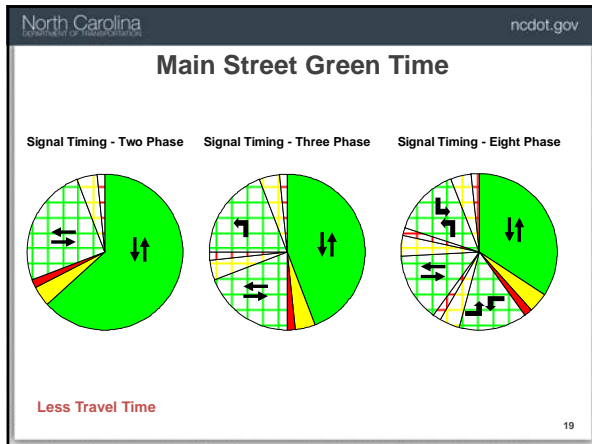 North Carolina
DEPARTMENT OF TRANSPORTATION
ncdot.gov
Main Street Green Time
Signal Timing - Two Phase
Signal Timing - Three Phase
Signal Timing - Eight Phase
Less Travel Time
19